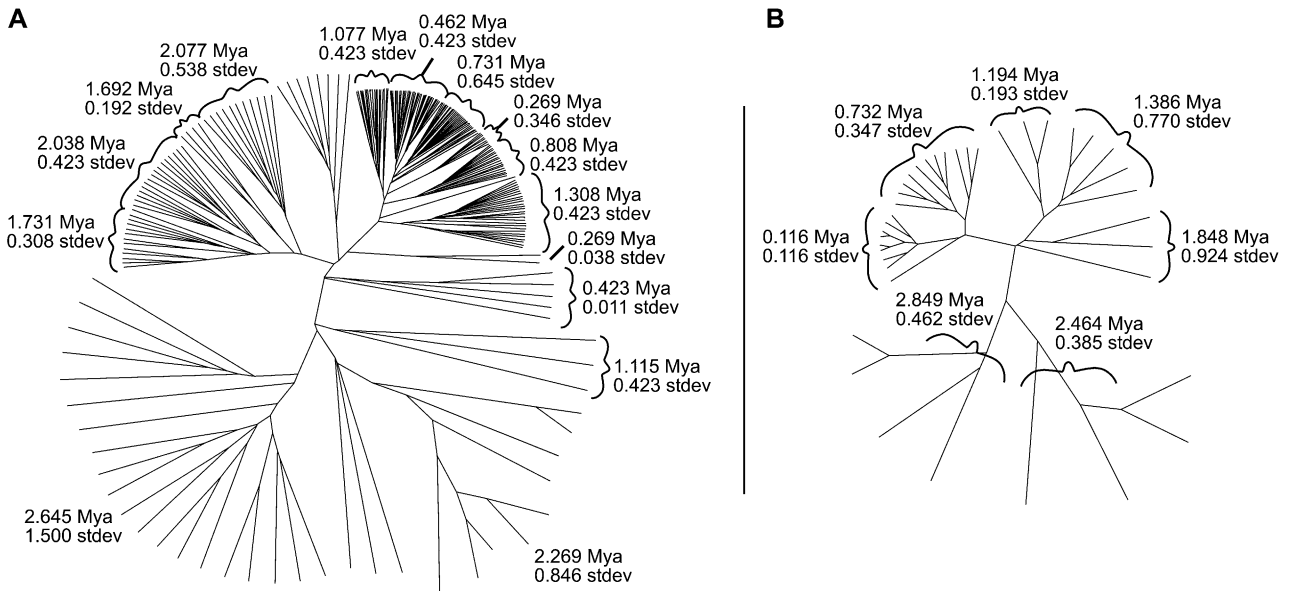 A
2.077 Mya
0.538 stdev
1.077 Mya
0.423 stdev
0.462 Mya
0.423 stdev
0.731 Mya
0.645 stdev
1.692 Mya
0.192 stdev
0.269 Mya
0.346 stdev
2.038 Mya
0.423 stdev
0.808 Mya
0.423 stdev
1.308 Mya
0.423 stdev
1.731 Mya
0.308 stdev
0.269 Mya
0.038 stdev
0.423 Mya
0.011 stdev
1.115 Mya
0.423 stdev
2.645 Mya
1.500 stdev
2.269 Mya
0.846 stdev
B
1.194 Mya
0.193 stdev
0.732 Mya
0.347 stdev
1.386 Mya
0.770 stdev
0.116 Mya
0.116 stdev
1.848 Mya
0.924 stdev
2.849 Mya
0.462 stdev
2.464 Mya
0.385 stdev